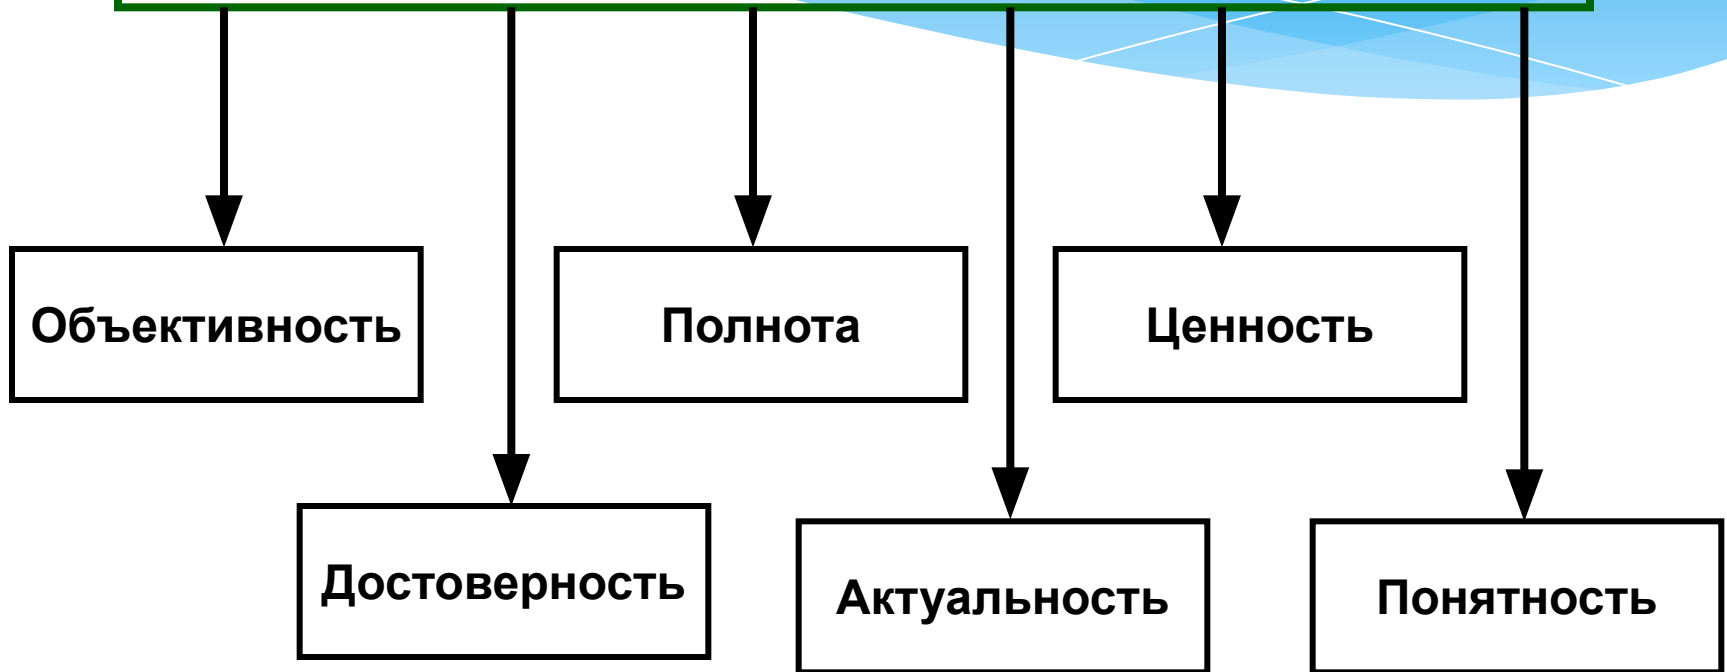 Объективность
Полнота
Ценность
Достоверность
Актуальность
Понятность